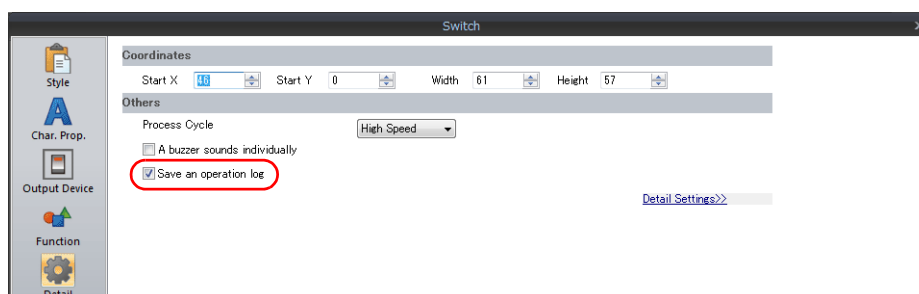 Switch
Style
Char. Prop.
Output Device
Function
Detail
Coordinates
Start X 46 Start Y 0 Width 61 Height 57
Others
Process Cycle High Speed
A buzzer sounds individually
Save an operation log
Detail Settings>>